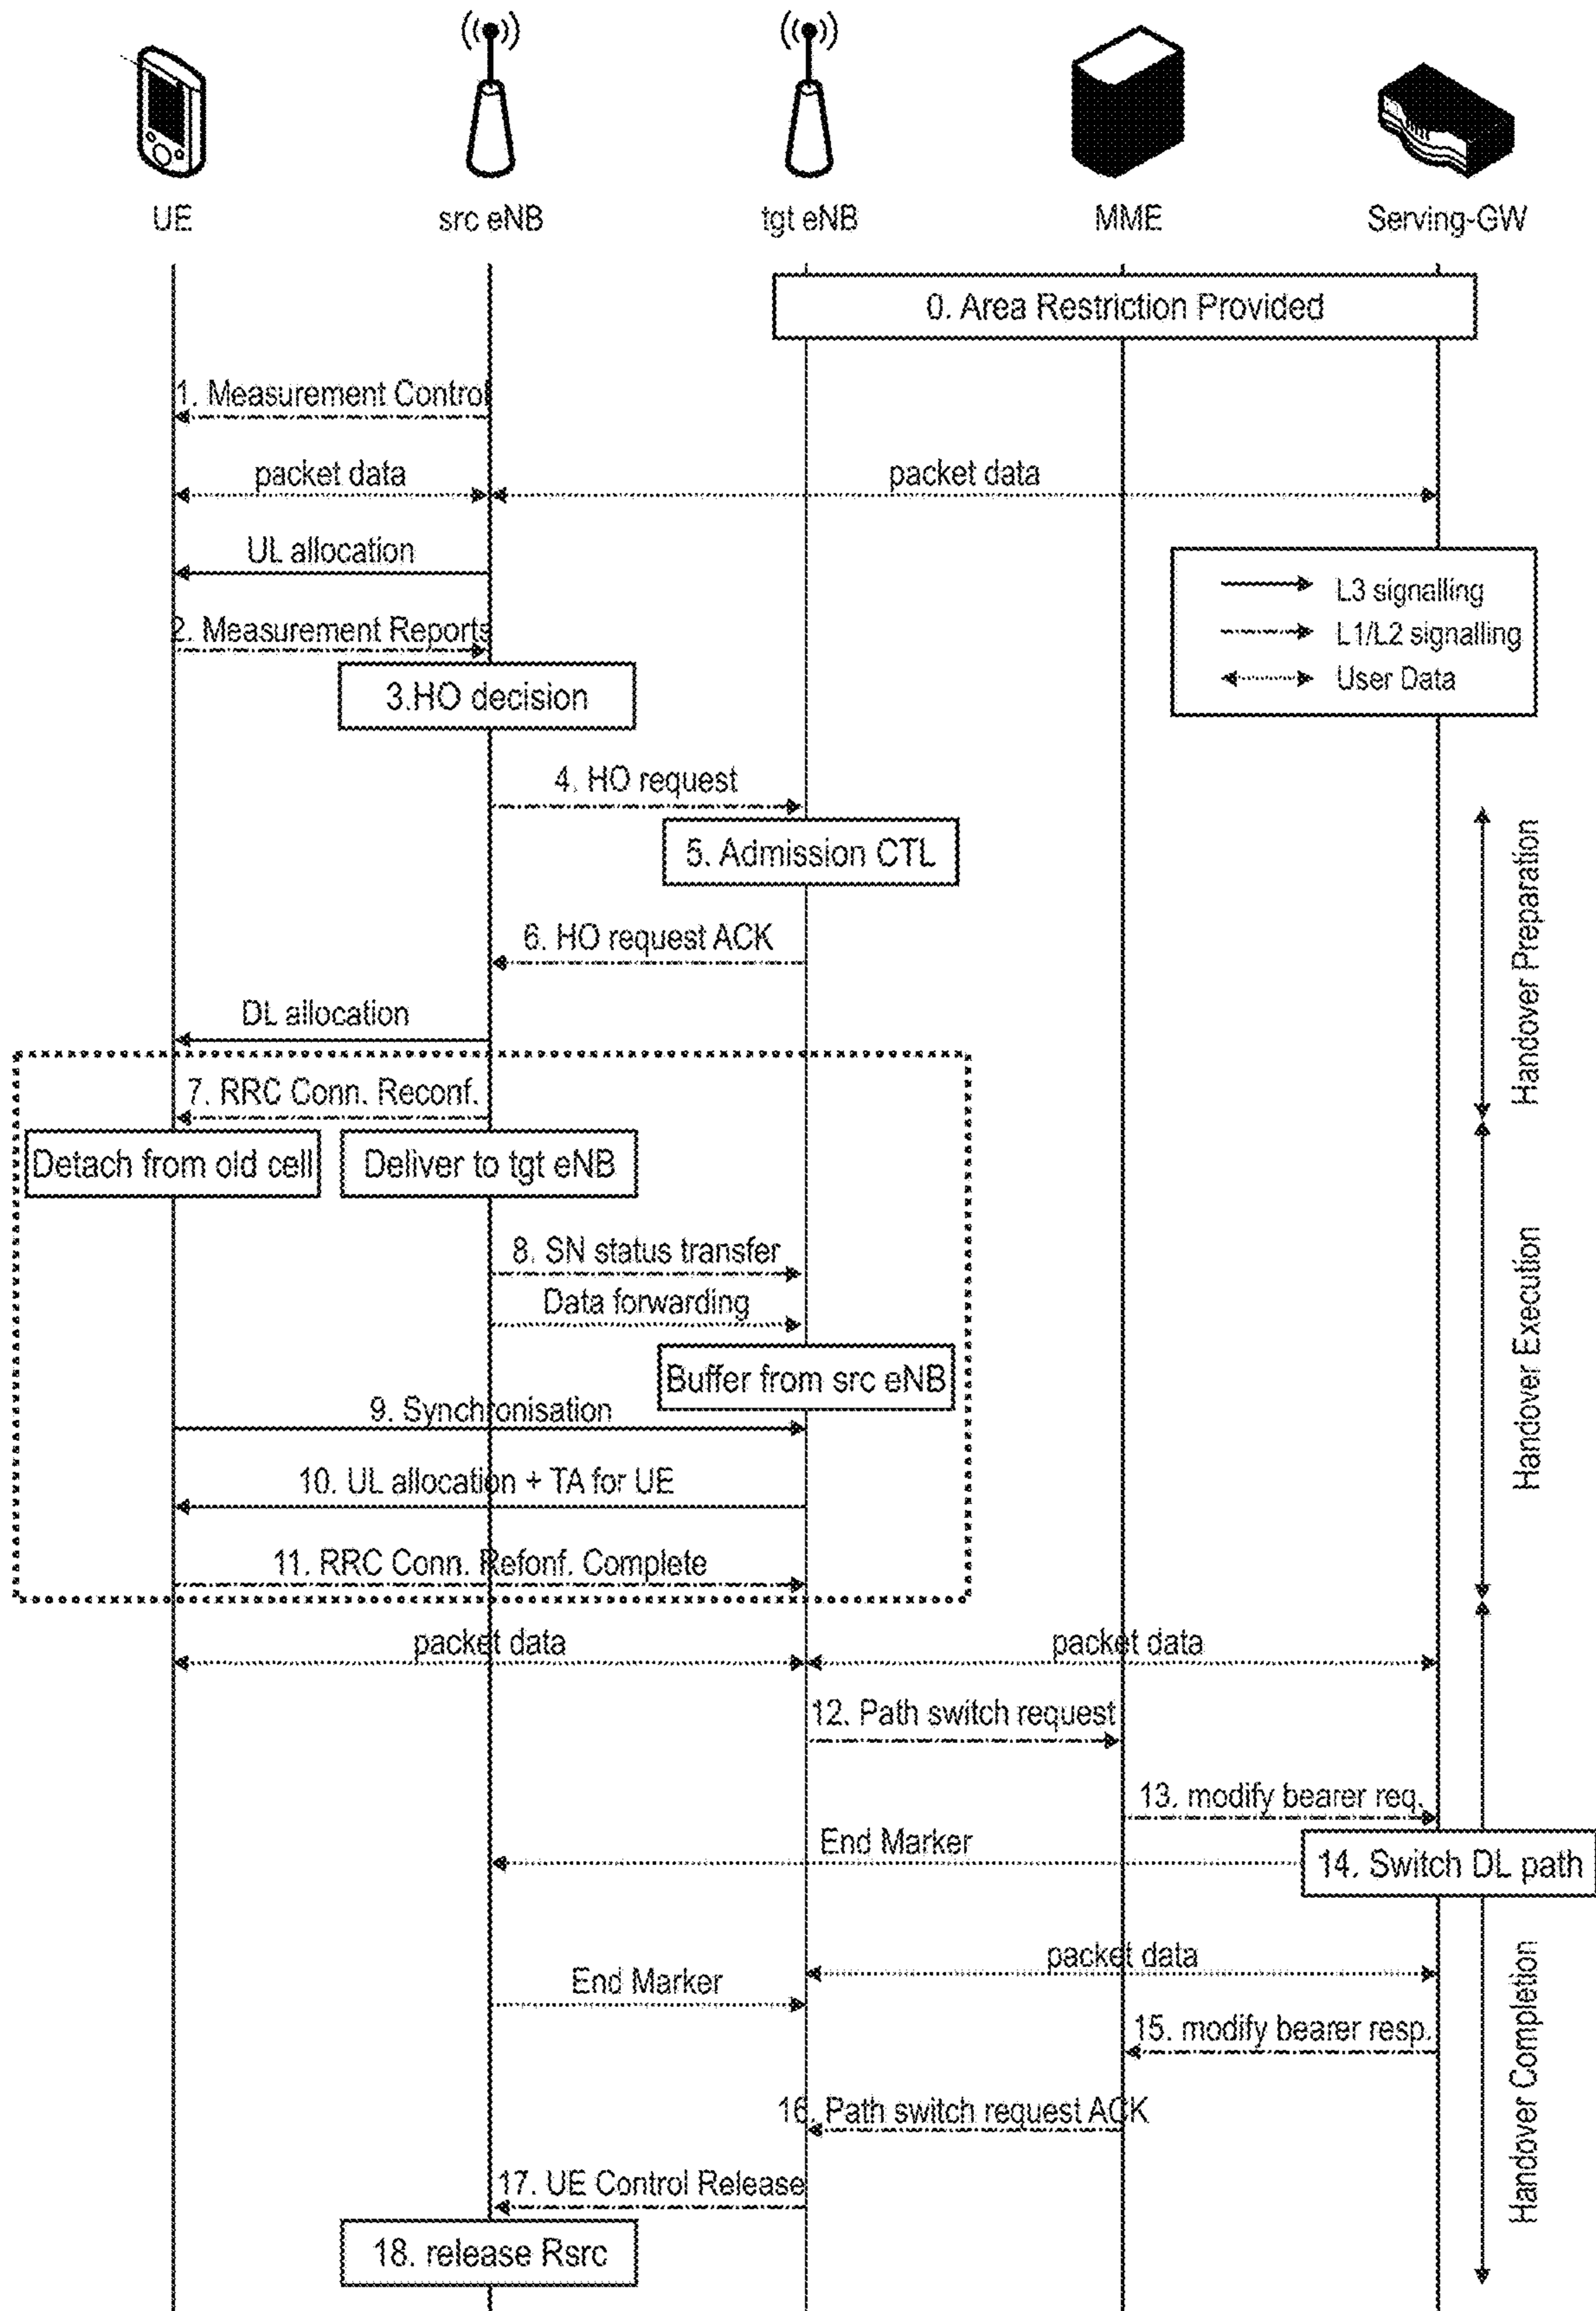 UE
src eNB
tgt eNB
MME
Serving-GW
0. Area Restriction Provided
1. Measurement Control
packet data
packet data
UL allocation
L3 signalling
L1/L2 signalling
User Data
2. Measurement Reports
3.HO decision
4. HO request
5. Admission CTL
6. HO request ACK
Handover Preparation
DL allocation
7. RRC Conn. Reconf.
Detach from old cell
Deliver to tgt eNB
8. SN status transfer
Data forwarding
Buffer from src eNB
Handover Execution
9. Synchronisation
10. UL allocation + TA for UE
11. RRC Conn. Refonf. Complete
packet data
packet data
12. Path switch request
13. modify bearer req.
End Marker
14. Switch DL path
packet data
End Marker
15. modify bearer resp.
Handover Completion
16. Path switch request ACK
17. UE Control Release
18. release Rsrc